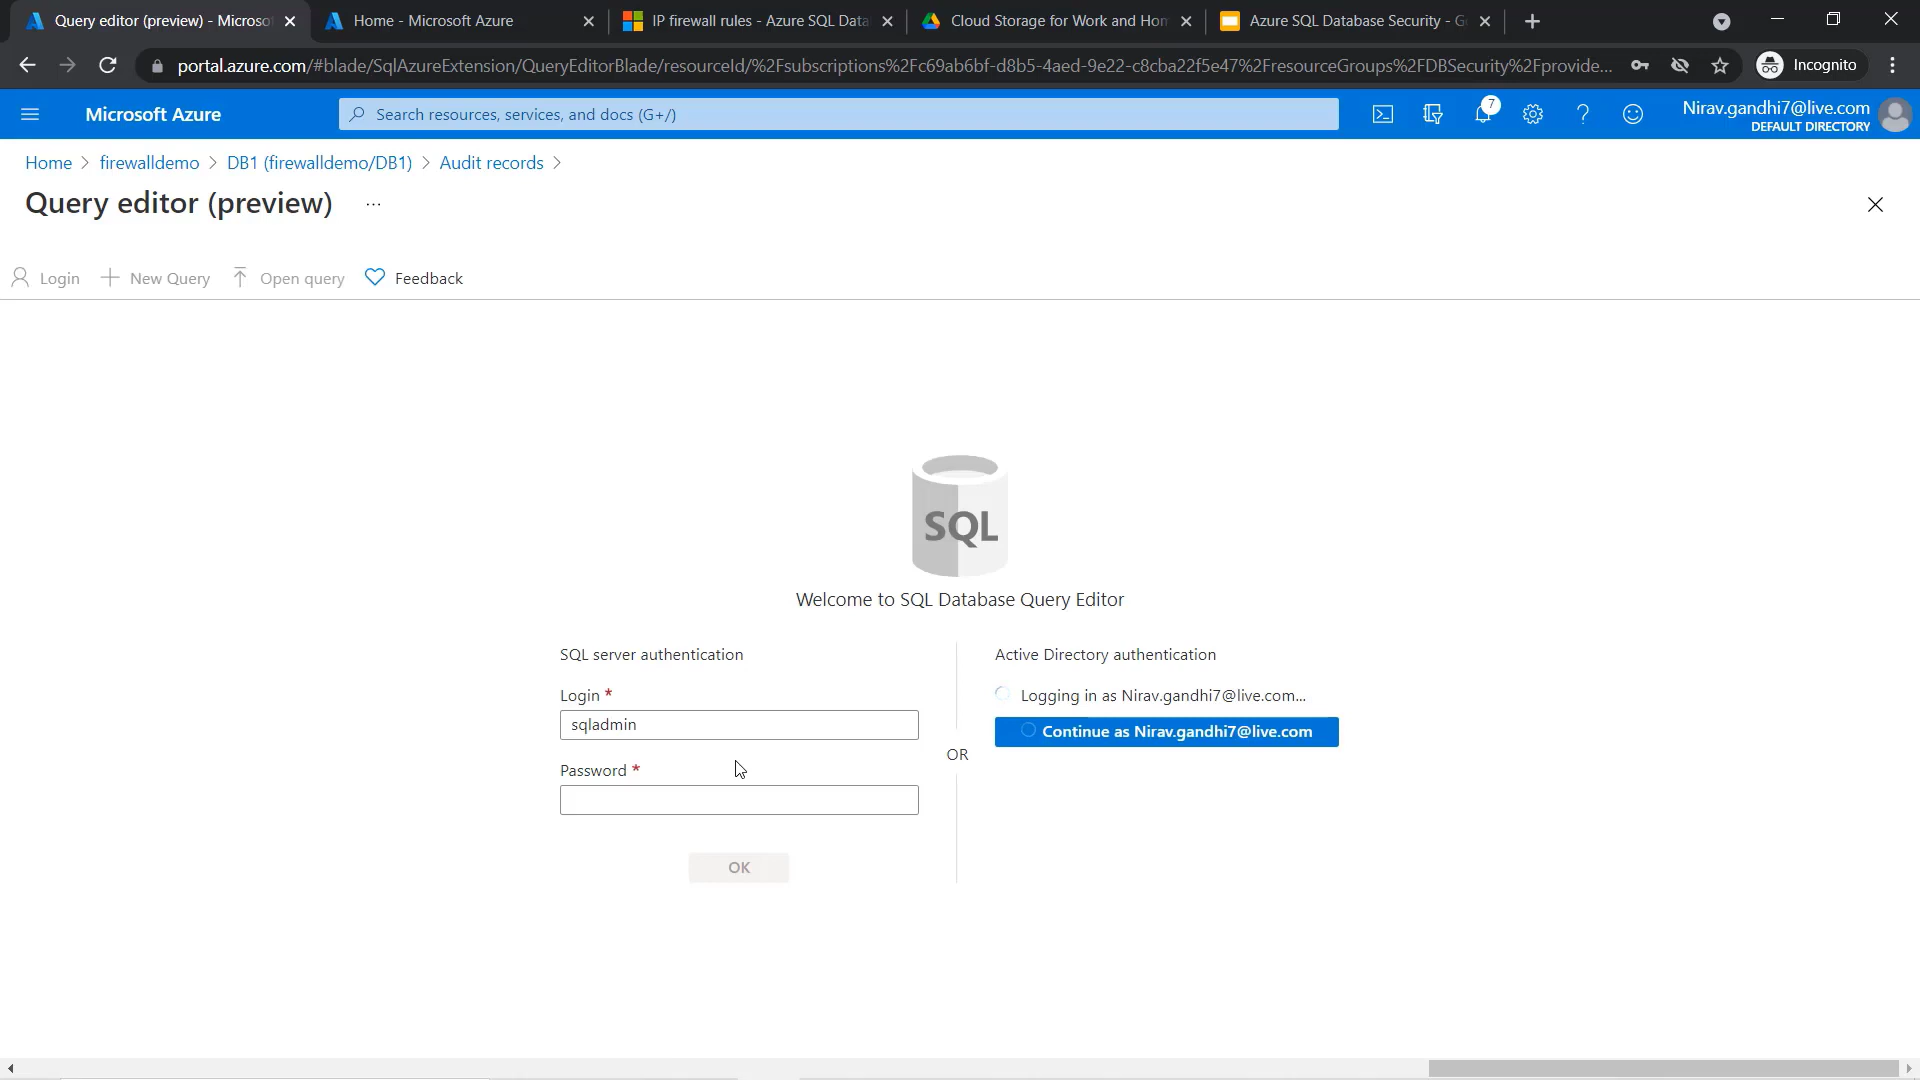 Query editor (preview) - Microso
Home - Microsoft Azure
IP firewall rules - Azure SQL Data
Cloud Storage for Work and Hom
Azure SQL Database Security - G
portal.azure.com/#blade/SqlAzureExtension/QueryEditorBlade/resourceId/%2Fsubscriptions%2Fc69ab6bf-d8b5-4aed-9e22-c8cba22f5e47%2FresourceGroups%2FDBSecurity%2Fprovide...
Incognito
Microsoft Azure
Search resources, services, and docs (G+/)
7
Nirav.gandhi7@live.com
DEFAULT DIRECTORY
Home > firewalldemo > DB1 (firewalldemo/DB1) > Audit records >
Query editor (preview) ...
Login
New Query
Open query
Feedback
SQL
Welcome to SQL Database Query Editor
SQL server authentication
Login *
sqladmin
Password *
OK
OR
Active Directory authentication
Logging in as Nirav.gandhi7@live.com...
Continue as Nirav.gandhi7@live.com